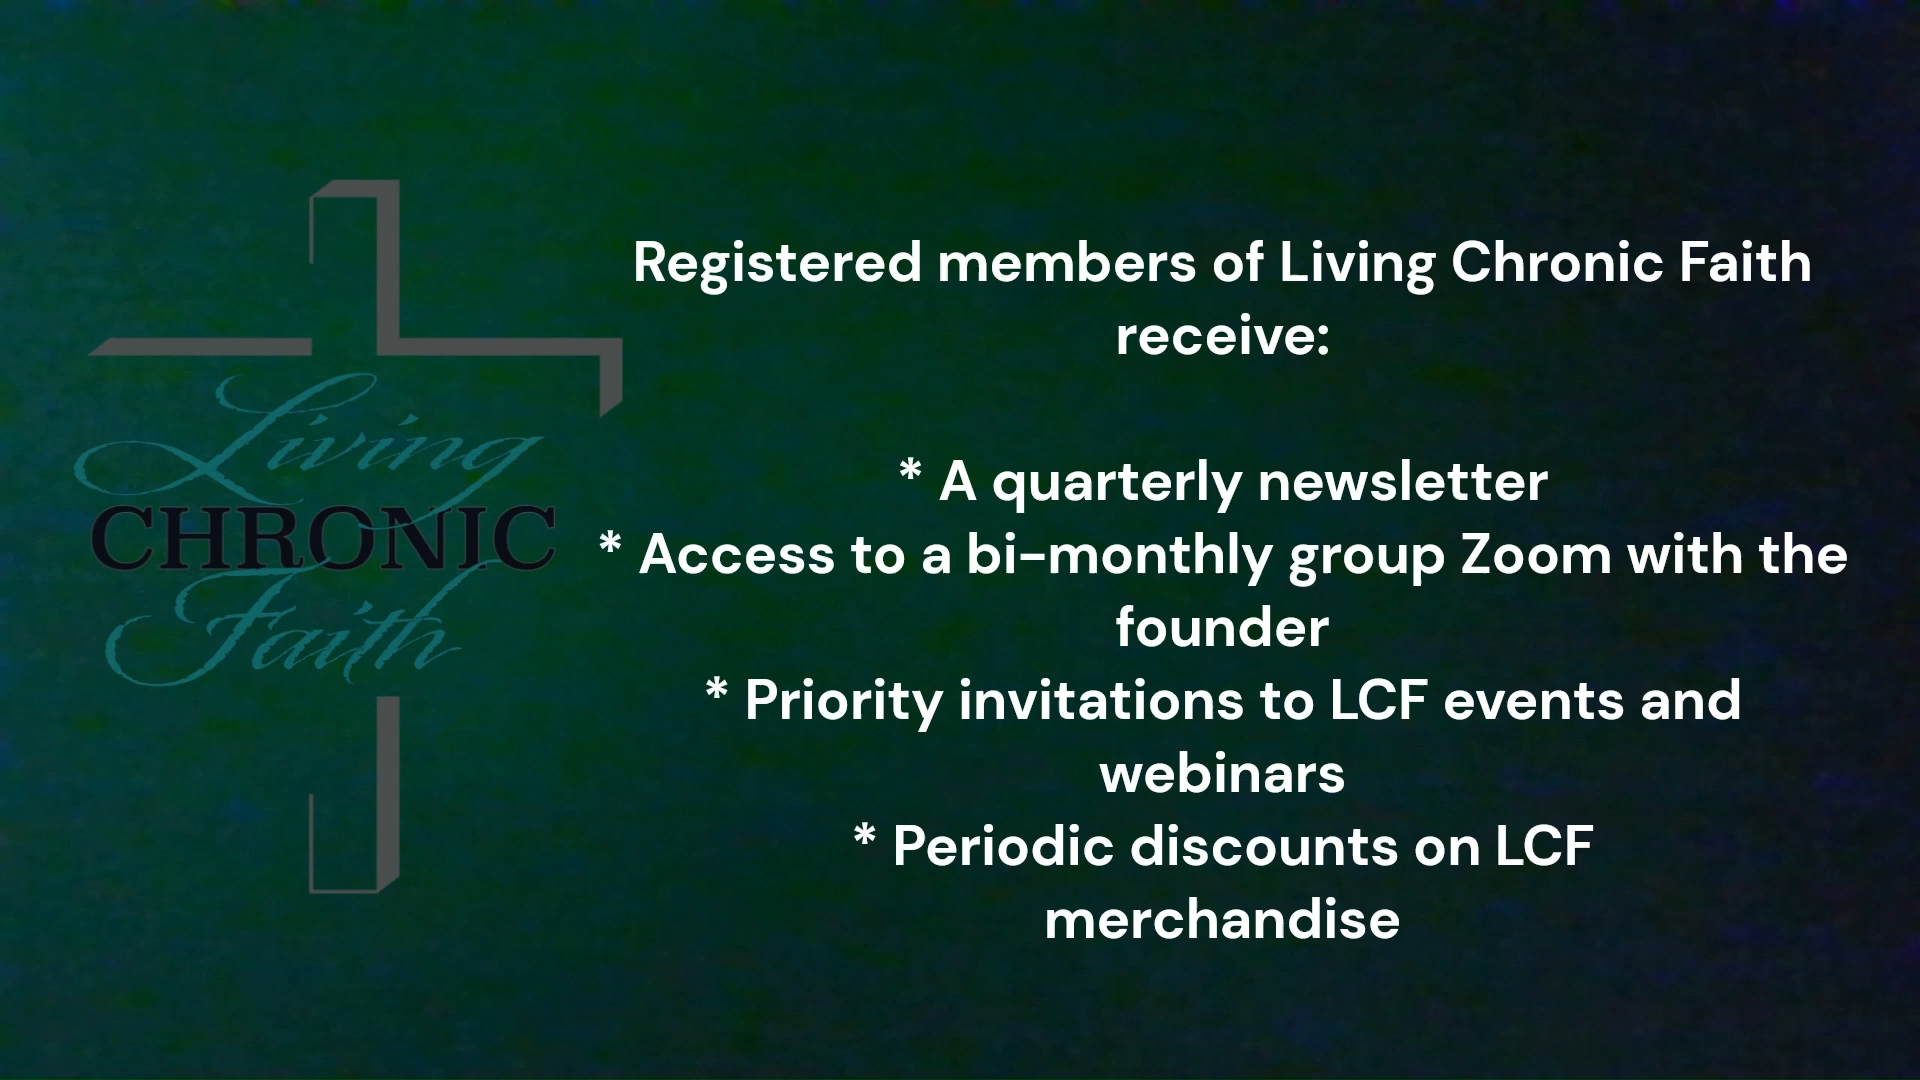 Living
CHRONIC
Faith
Registered members of Living Chronic Faith
receive:
* A quarterly newsletter
* Access to a bi-monthly group Zoom with the
founder
* Priority invitations to LCF events and
webinars
* Periodic discounts on LCF
merchandise